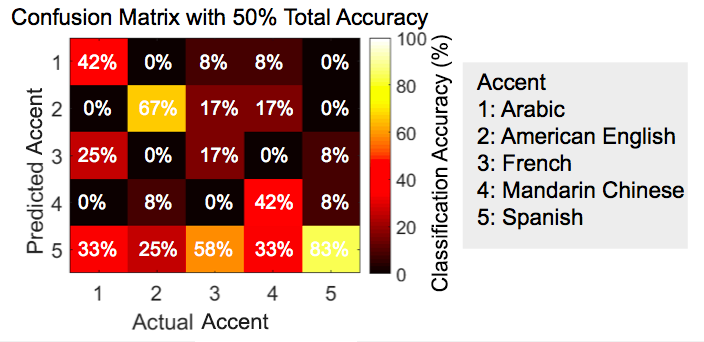 Confusion Matrix with 50% Total Accuracy
Predicted Accent
1 42% 0% 8% 8% 0%
2 0% 67% 17% 17% 0%
3 25% 0% 17% 0% 8%
4 0% 8% 0% 42% 8%
5 33% 25% 58% 33% 83%
1 2 3 4 5
Actual Accent
100
80
60
40
20
0
Classification Accuracy (%)
Accent
1: Arabic
2: American English
3: French
4: Mandarin Chinese
5: Spanish